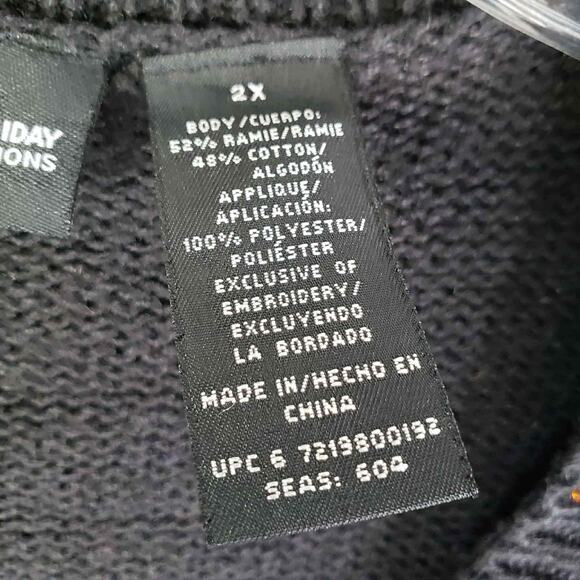 IDAY
IONS
2X
BODY/CUERPO:
52% RAMIE/RAMIE
48% COTTON/
ALGODÓN
APPLIQUE/
APLICACIÓN:
100% POLYESTER/
POLIÉSTER
EXCLUSIVE OF
EMBROIDERY/
EXCLUYENDO
LA BORDADO
MADE IN/HECHO EN
CHINA
UPC 6 7219800192
SEAS: 604